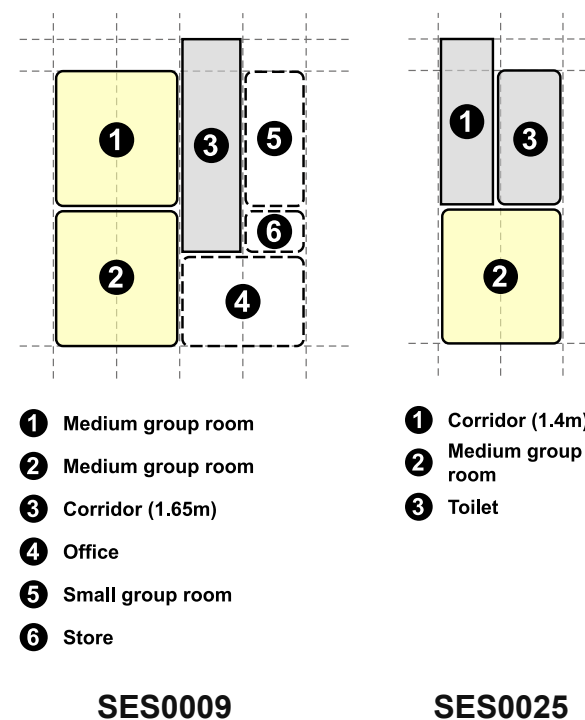 1
2
3
5
6
4
1
3
2
1 Medium group room
2 Medium group room
3 Corridor (1.65m)
4 Office
5 Small group room
6 Store
SES0009
1 Corridor (1.4m)
2 Medium group
room
3 Toilet
SES0025